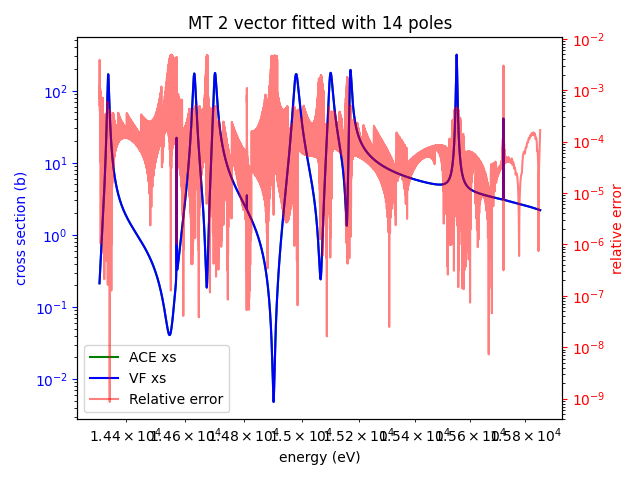 MT 2 vector fitted with 14 poles
cross section (b)
10²
10¹
10⁰
10⁻¹
10⁻²
10⁻²
10⁻³
10⁻⁴
10⁻⁵
10⁻⁶
10⁻⁷
10⁻⁸
10⁻⁹
relative error
ACE xs
VF xs
Relative error
1.44 × 10⁴ 1.46 × 10⁴ 1.48 × 10⁴ 1.5 × 10⁴ 1.52 × 10⁴ 1.54 × 10⁴ 1.56 × 10⁴ 1.58 × 10⁴
energy (eV)